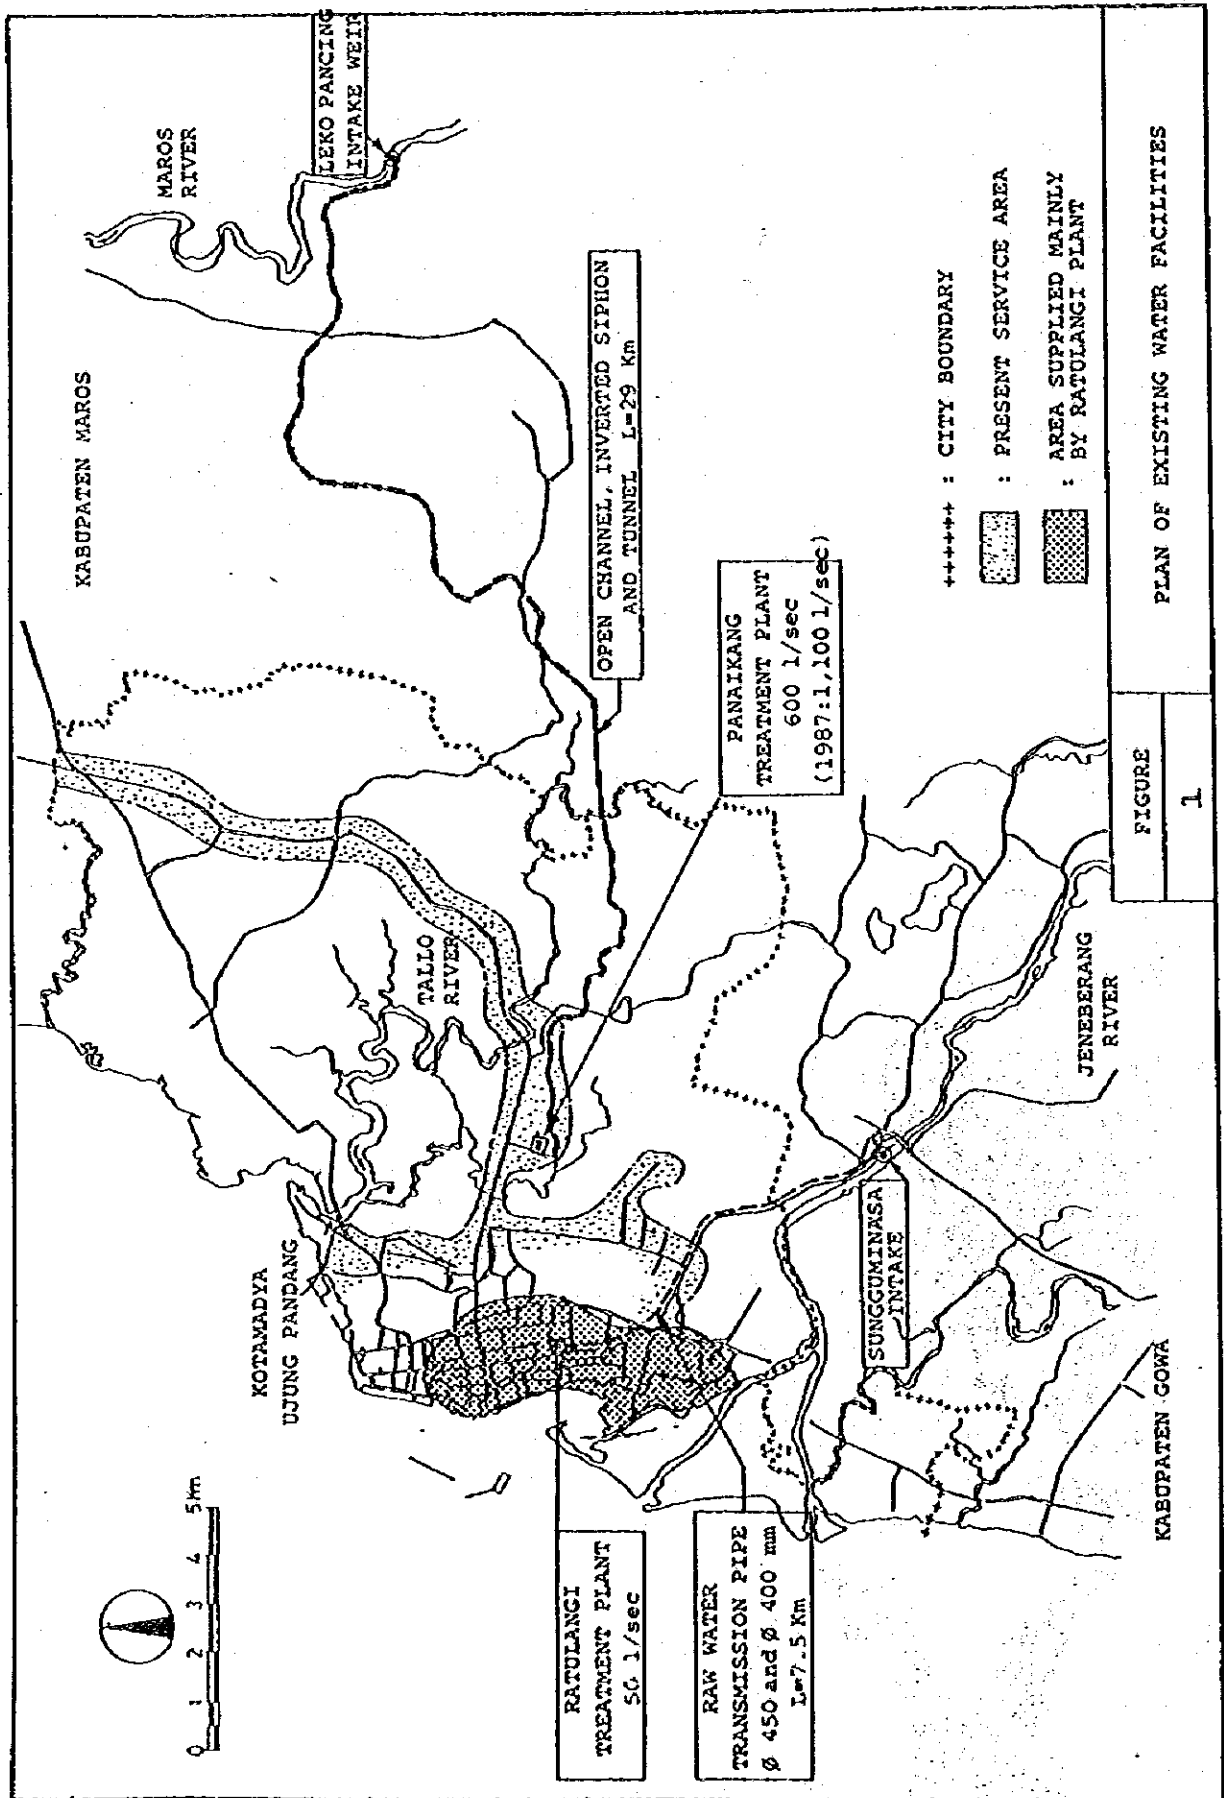 LEKO PANCING
INTAKE WEIR
MAROS
RIVER
KABUPATEN MAROS
OPEN CHANNEL, INVERTED SIPHON
AND TUNNEL L=29 Km
PANAIKANG
TREATMENT PLANT
600 l/sec
(1987:1,100 l/sec)
TALLO
RIVER
KOTAMADYA
UJUNG PANDANG
0 1 2 3 4 5Km
RATULANGI
TREATMENT PLANT
50 l/sec
RAW WATER
TRANSMISSION PIPE
Ø 450 and Ø 400 mm
L=7.5 Km
SUNGGUMINASA
INTAKE
JENEBERANG
RIVER
KABUPATEN GOWA
++++++ : CITY BOUNDARY
: PRESENT SERVICE AREA
: AREA SUPPLIED MAINLY
BY RATULANGI PLANT
FIGURE
1
PLAN OF EXISTING WATER FACILITIES